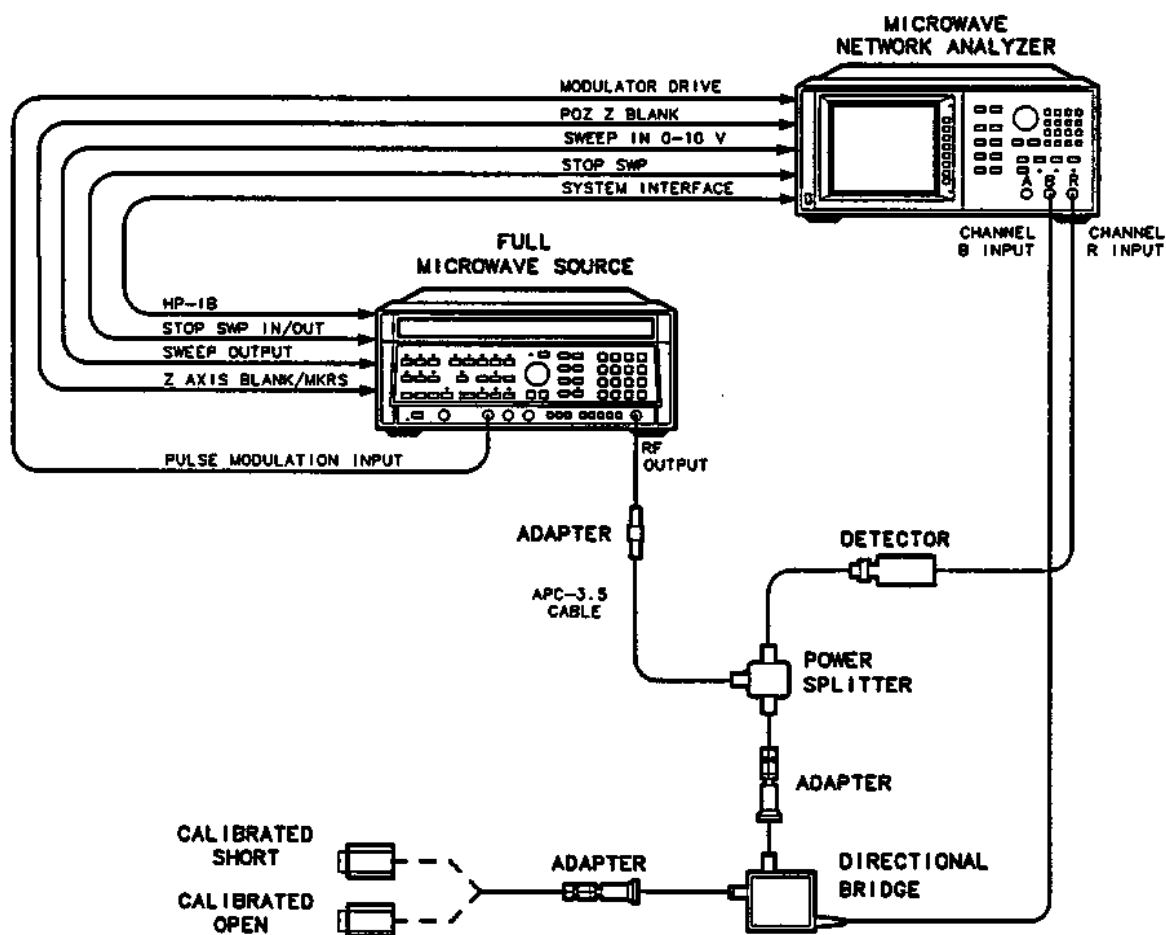 MICROWAVE
NETWORK ANALYZER
MODULATOR DRIVE
POZ Z BLANK
SWEEP IN 0-10 V
STOP SWP
SYSTEM INTERFACE
A
B
R
CHANNEL
B INPUT
CHANNEL
R INPUT
FULL
MICROWAVE SOURCE
HP-IB
STOP SWP IN/OUT
SWEEP OUTPUT
Z AXIS BLANK/MKRS
PULSE MODULATION INPUT
RF
OUTPUT
ADAPTER
DETECTOR
APC-3.5
CABLE
POWER
SPLITTER
ADAPTER
CALIBRATED
SHORT
ADAPTER
DIRECTIONAL
BRIDGE
CALIBRATED
OPEN